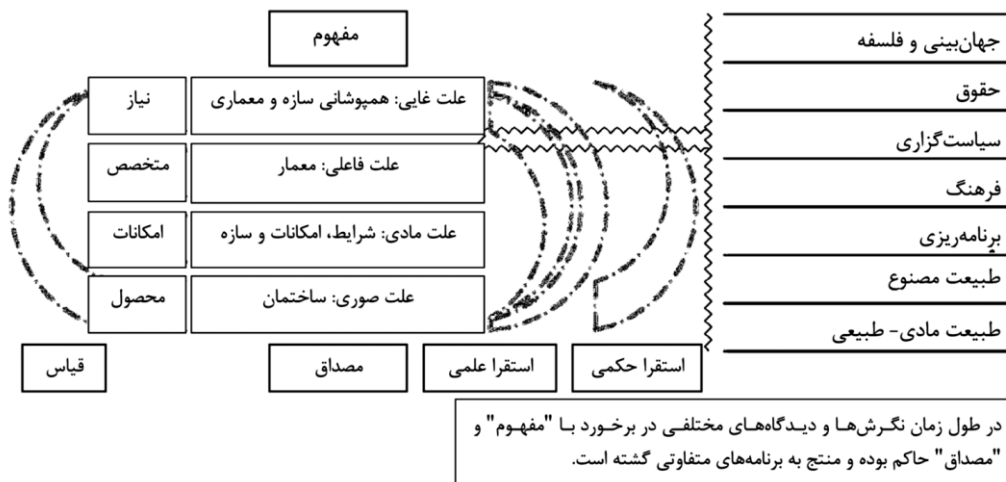 مفهوم
جهان‌بینی و فلسفه
حقوق
سیاست‌گزاری
فرهنگ
برنامه‌ریزی
طبیعت مصنوع
طبیعت مادی- طبیعی
علت غایی: همپوشانی سازه و معماری
نیاز
علت فاعلی: معمار
متخصص
علت مادی: شرایط، امکانات و سازه
امکانات
علت صوری: ساختمان
محصول
استقرا حکمی
استقرا علمی
مصداق
قیاس
در طول زمان نگرش‌ها و دیدگاه‌های مختلفی در برخورد با "مفهوم" و
"مصداق" حاکم بوده و منتج به برنامه‌های متفاوتی گشته است.